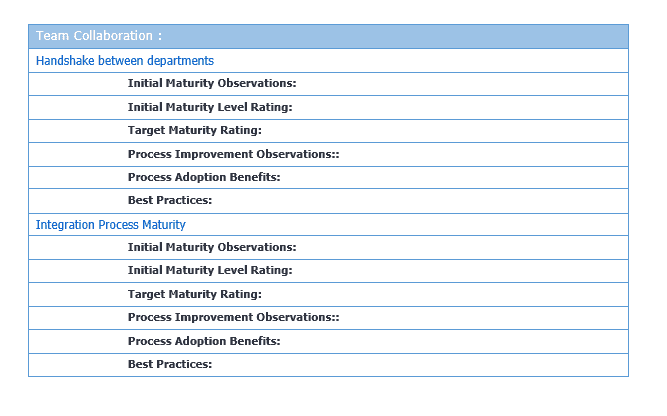 Team Collaboration :
Handshake between departments
Initial Maturity Observations:
Initial Maturity Level Rating:
Target Maturity Rating:
Process Improvement Observations::
Process Adoption Benefits:
Best Practices:
Integration Process Maturity
Initial Maturity Observations:
Initial Maturity Level Rating:
Target Maturity Rating:
Process Improvement Observations::
Process Adoption Benefits:
Best Practices: